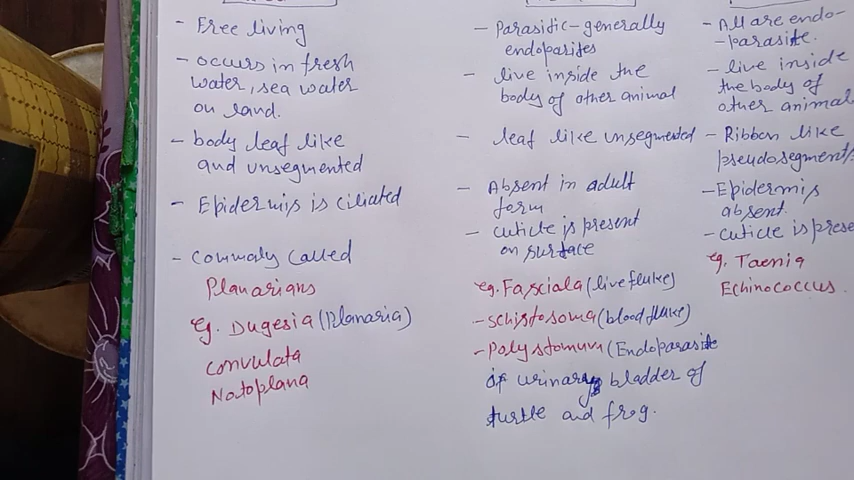 - Free living
- occurs in fresh
water, sea water
on land.
- body leaf like
and unsegmented
- Epidermis is ciliated
- Commonly called
Planarians
eg. Dugesia (Planaria)
Convulata
Notoplana
- Parasidic-generally
endoparites
- live inside the
body of other animal
- leaf like unsegmented
- Absent in adult
form
- cuticle is present
on surface
eg. Fasciala (live fluke)
- Schistosoma (blood fluke)
- Polystomum (Endoparasite
of urinary bladder of
turtle and frog.
- All are endo-
-parasite.
- live inside
the body of
other animal
- Ribbon like
pseudosegment
- Epidermis
absent.
- cuticle is prese
eg. Taenia
Echinococcus.